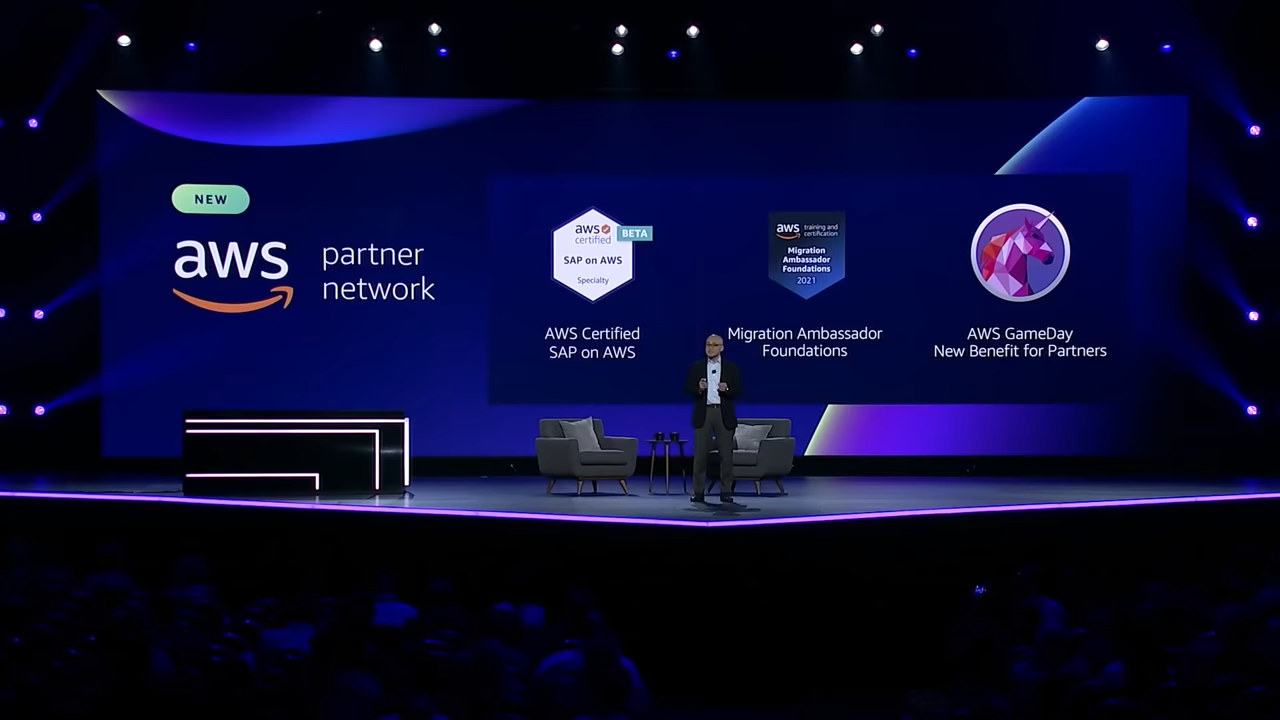 NEW
aws
partner
network
aws
certified
BETA
SAP on AWS
Specialty
AWS Certified
SAP on AWS
aws training and
certification
Migration
Ambassador
Foundations
2021
Migration Ambassador
Foundations
AWS GameDay
New Benefit for Partners